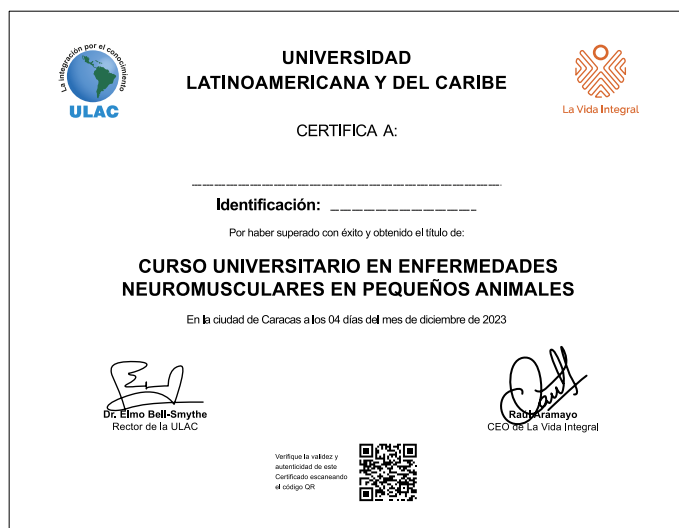 La integración por el conocimiento
ULAC
UNIVERSIDAD
LATINOAMERICANA Y DEL CARIBE
La Vida Integral
CERTIFICA A:
Identificación:
Por haber superado con éxito y obtenido el título de:
CURSO UNIVERSITARIO EN ENFERMEDADES
NEUROMUSCULARES EN PEQUEÑOS ANIMALES
En la ciudad de Caracas a los 04 días del mes de diciembre de 2023
Dr. Elmo Bell-Smythe
Rector de la ULAC
Raúl Aramayo
CEO de La Vida Integral
Verifique la validez y
autenticidad de este
Certificado escaneando
el código QR